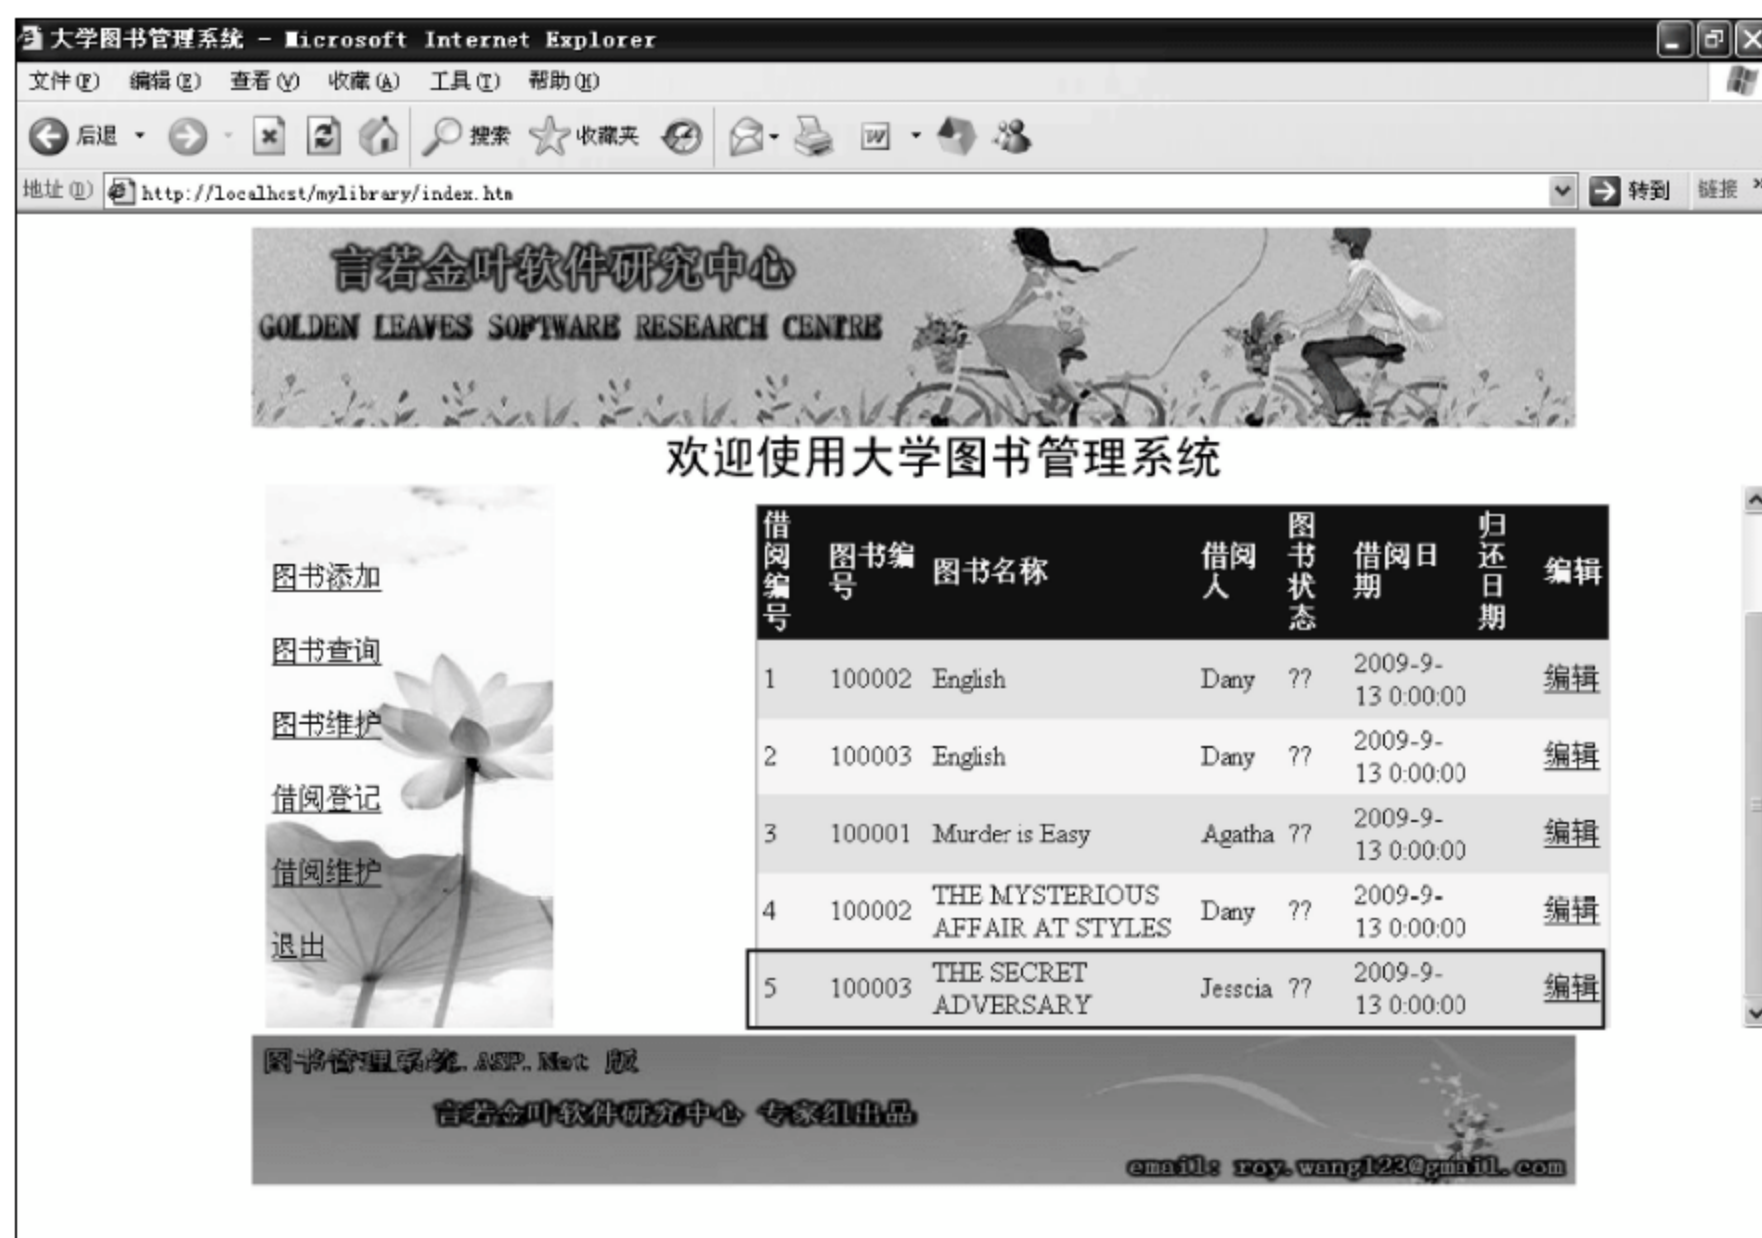 大学图书管理系统 - Microsoft Internet Explorer
文件(F) 编辑(E) 查看(V) 收藏(A) 工具(T) 帮助(H)
后退 搜索 收藏夹
地址(D) http://localhost/mylibrary/index.htm 转到 链接 »
言若金叶软件研究中心
GOLDEN LEAVES SOFTWARE RESEARCH CENTRE
欢迎使用大学图书管理系统
图书添加
图书查询
图书维护
借阅登记
借阅维护
退出
借阅编号 图书编号 图书名称 借阅人 图书状态 借阅日期 归还日期 编辑
1 100002 English Dany ?? 2009-9-13 0:00:00 编辑
2 100003 English Dany ?? 2009-9-13 0:00:00 编辑
3 100001 Murder is Easy Agatha ?? 2009-9-13 0:00:00 编辑
4 100002 THE MYSTERIOUS AFFAIR AT STYLES Dany ?? 2009-9-13 0:00:00 编辑
5 100003 THE SECRET ADVERSARY Jesscia ?? 2009-9-13 0:00:00 编辑
图书管理系统.ASP.Net 版
言若金叶软件研究中心 专家组出品
email: roy.wang123@gmail.com